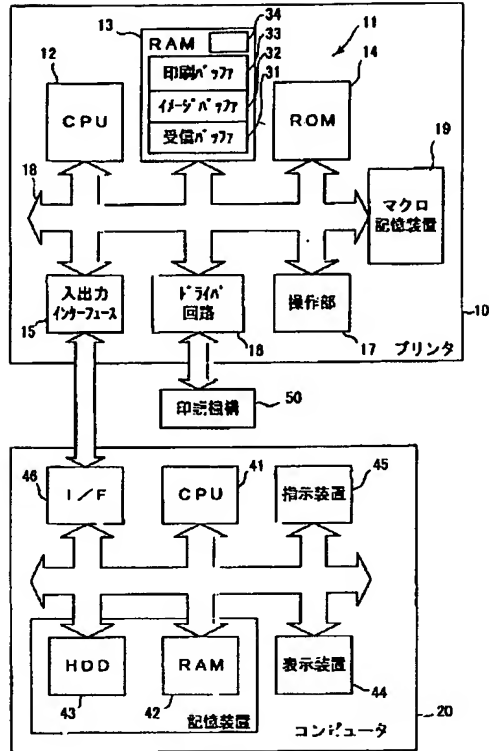 13
34
33
32
31
11
RAM
印刷バッファ
イメージバッファ
受信バッファ
12
CPU
14
ROM
19
マクロ
記憶装置
18
入出力
インターフェース
15
ドライバ
回路
16
操作部
17
プリンタ
10
印刷機構
50
46
I/F
41
CPU
45
指示装置
HDD
43
RAM
42
記憶装置
表示装置
44
コンピュータ
20